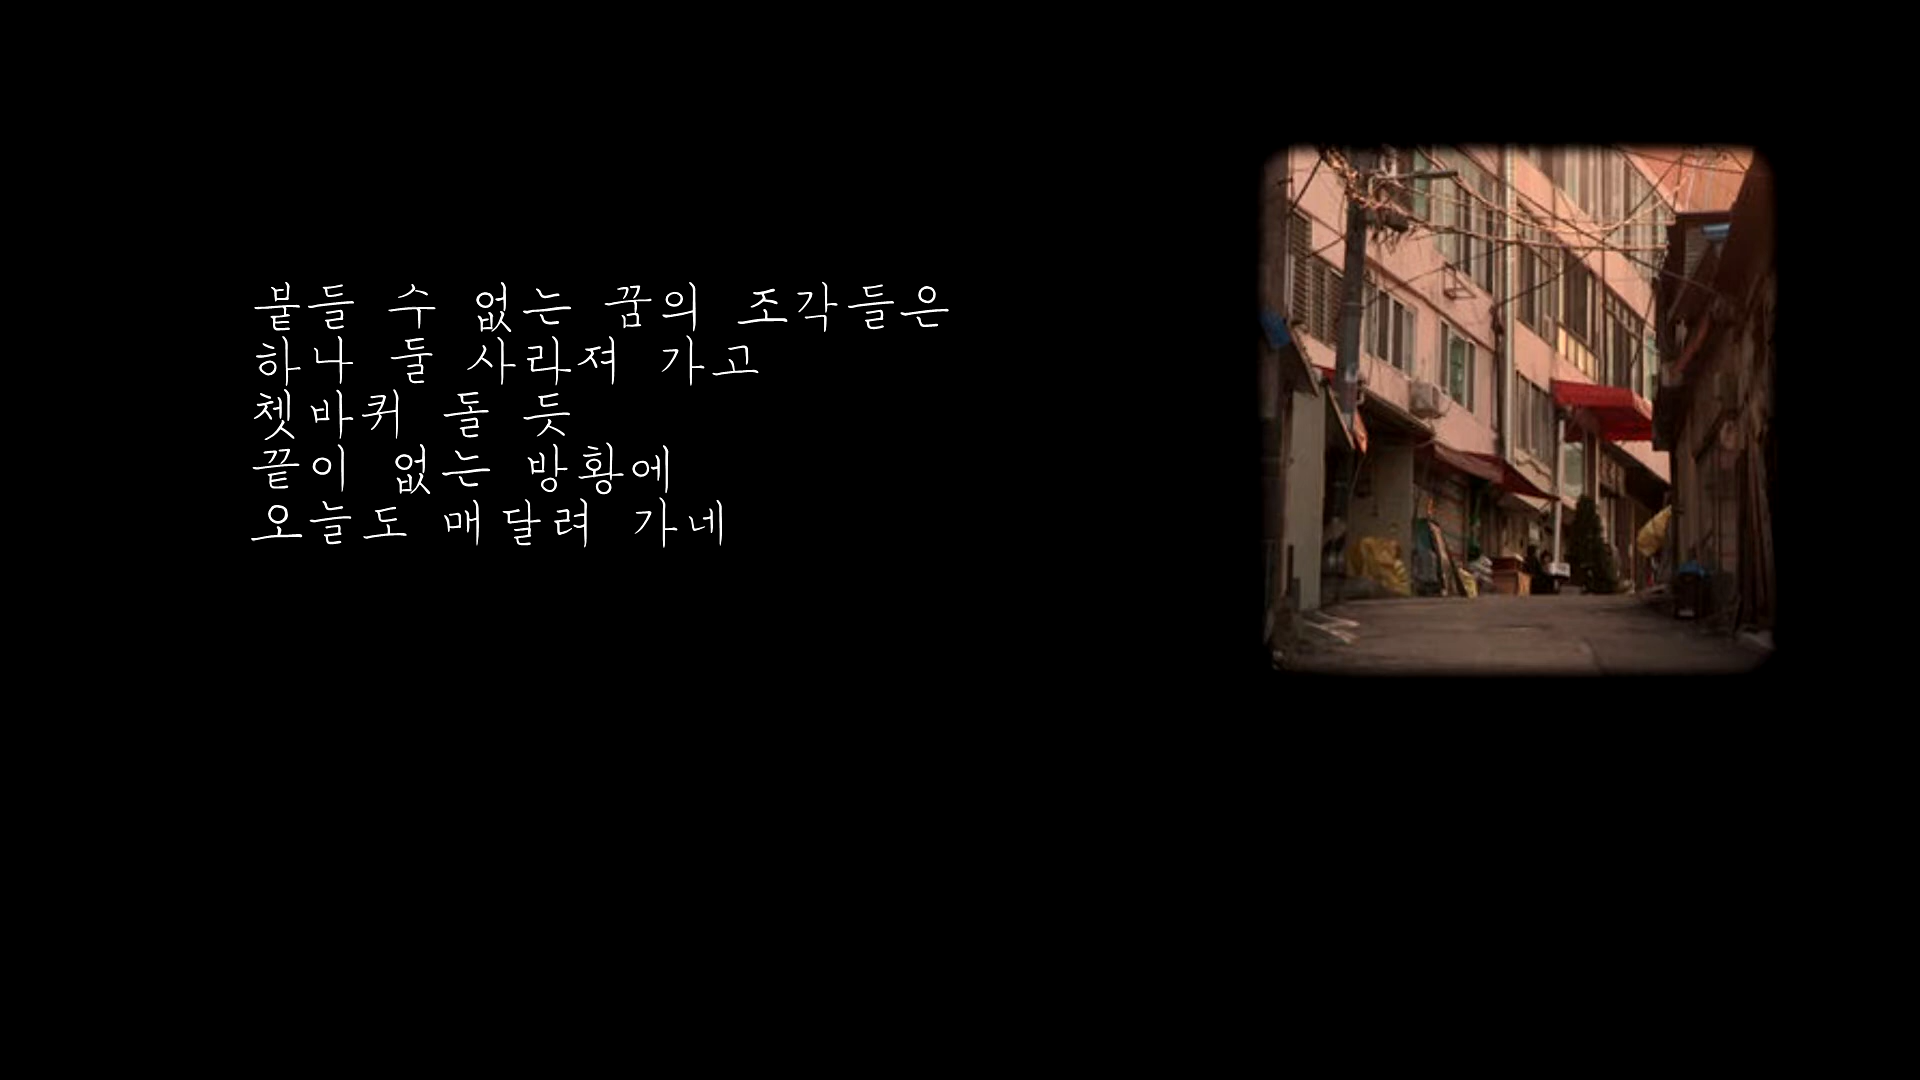 붙들 수 없는 꿈의 조각들은
하나 둘 사라져 가고
쳇바퀴 돌 듯
끝이 없는 방황에
오늘도 매달려 가네